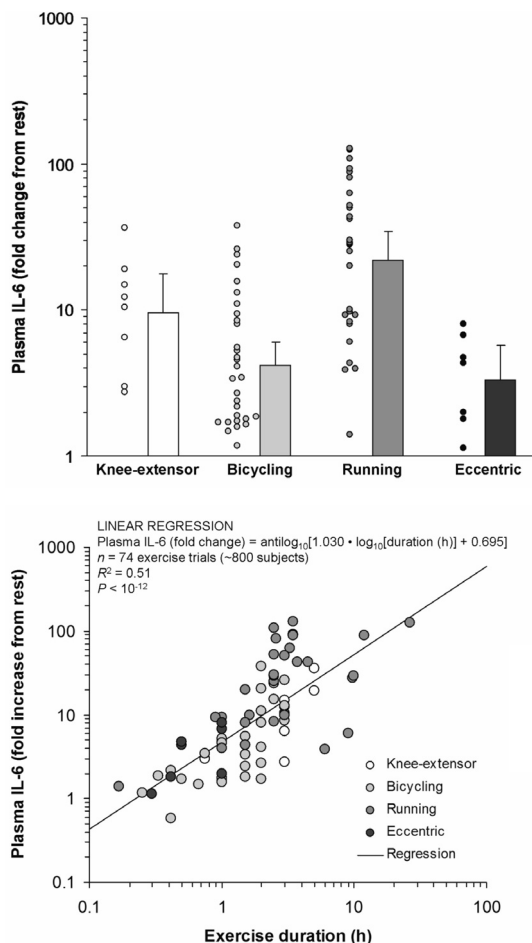 1000
100
10
1
Plasma IL-6 (fold change from rest)
Knee-extensor Bicycling Running Eccentric
LINEAR REGRESSION
Plasma IL-6 (fold change) = antilog10[1.030 • log10[duration (h)] + 0.695]
n = 74 exercise trials (~800 subjects)
R² = 0.51
P < 10⁻¹²
1000
100
10
1
0.1
Plasma IL-6 (fold increase from rest)
Knee-extensor
Bicycling
Running
Eccentric
Regression
0.1 1 10 100
Exercise duration (h)